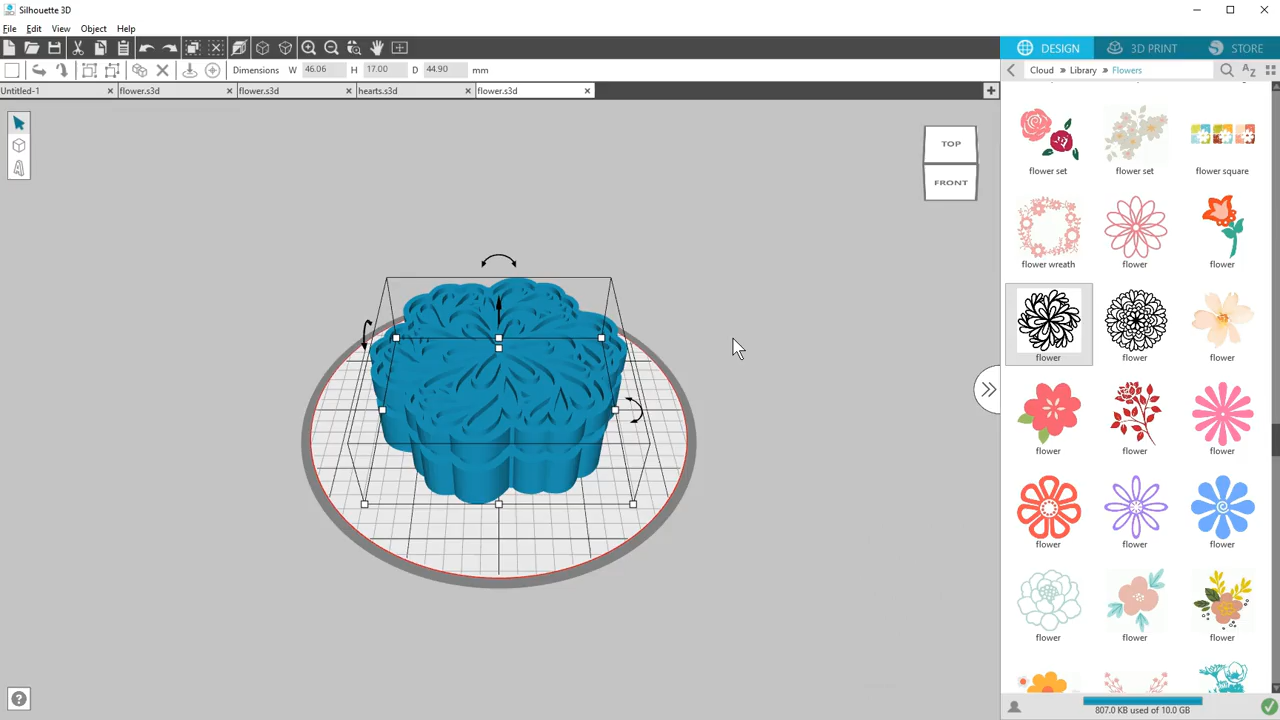 Silhouette 3D
File Edit View Object Help
Dimensions W 46.06 H 17.00 D 44.90 mm
Untitled-1 flower.s3d flower.s3d hearts.s3d flower.s3d
TOP
FRONT
DESIGN 3D PRINT STORE
Cloud Library Flowers
flower set flower set flower square
flower wreath flower flower
flower flower flower
flower flower flower
flower flower flower
flower flower flower
807.0 KB used of 10.0 GB